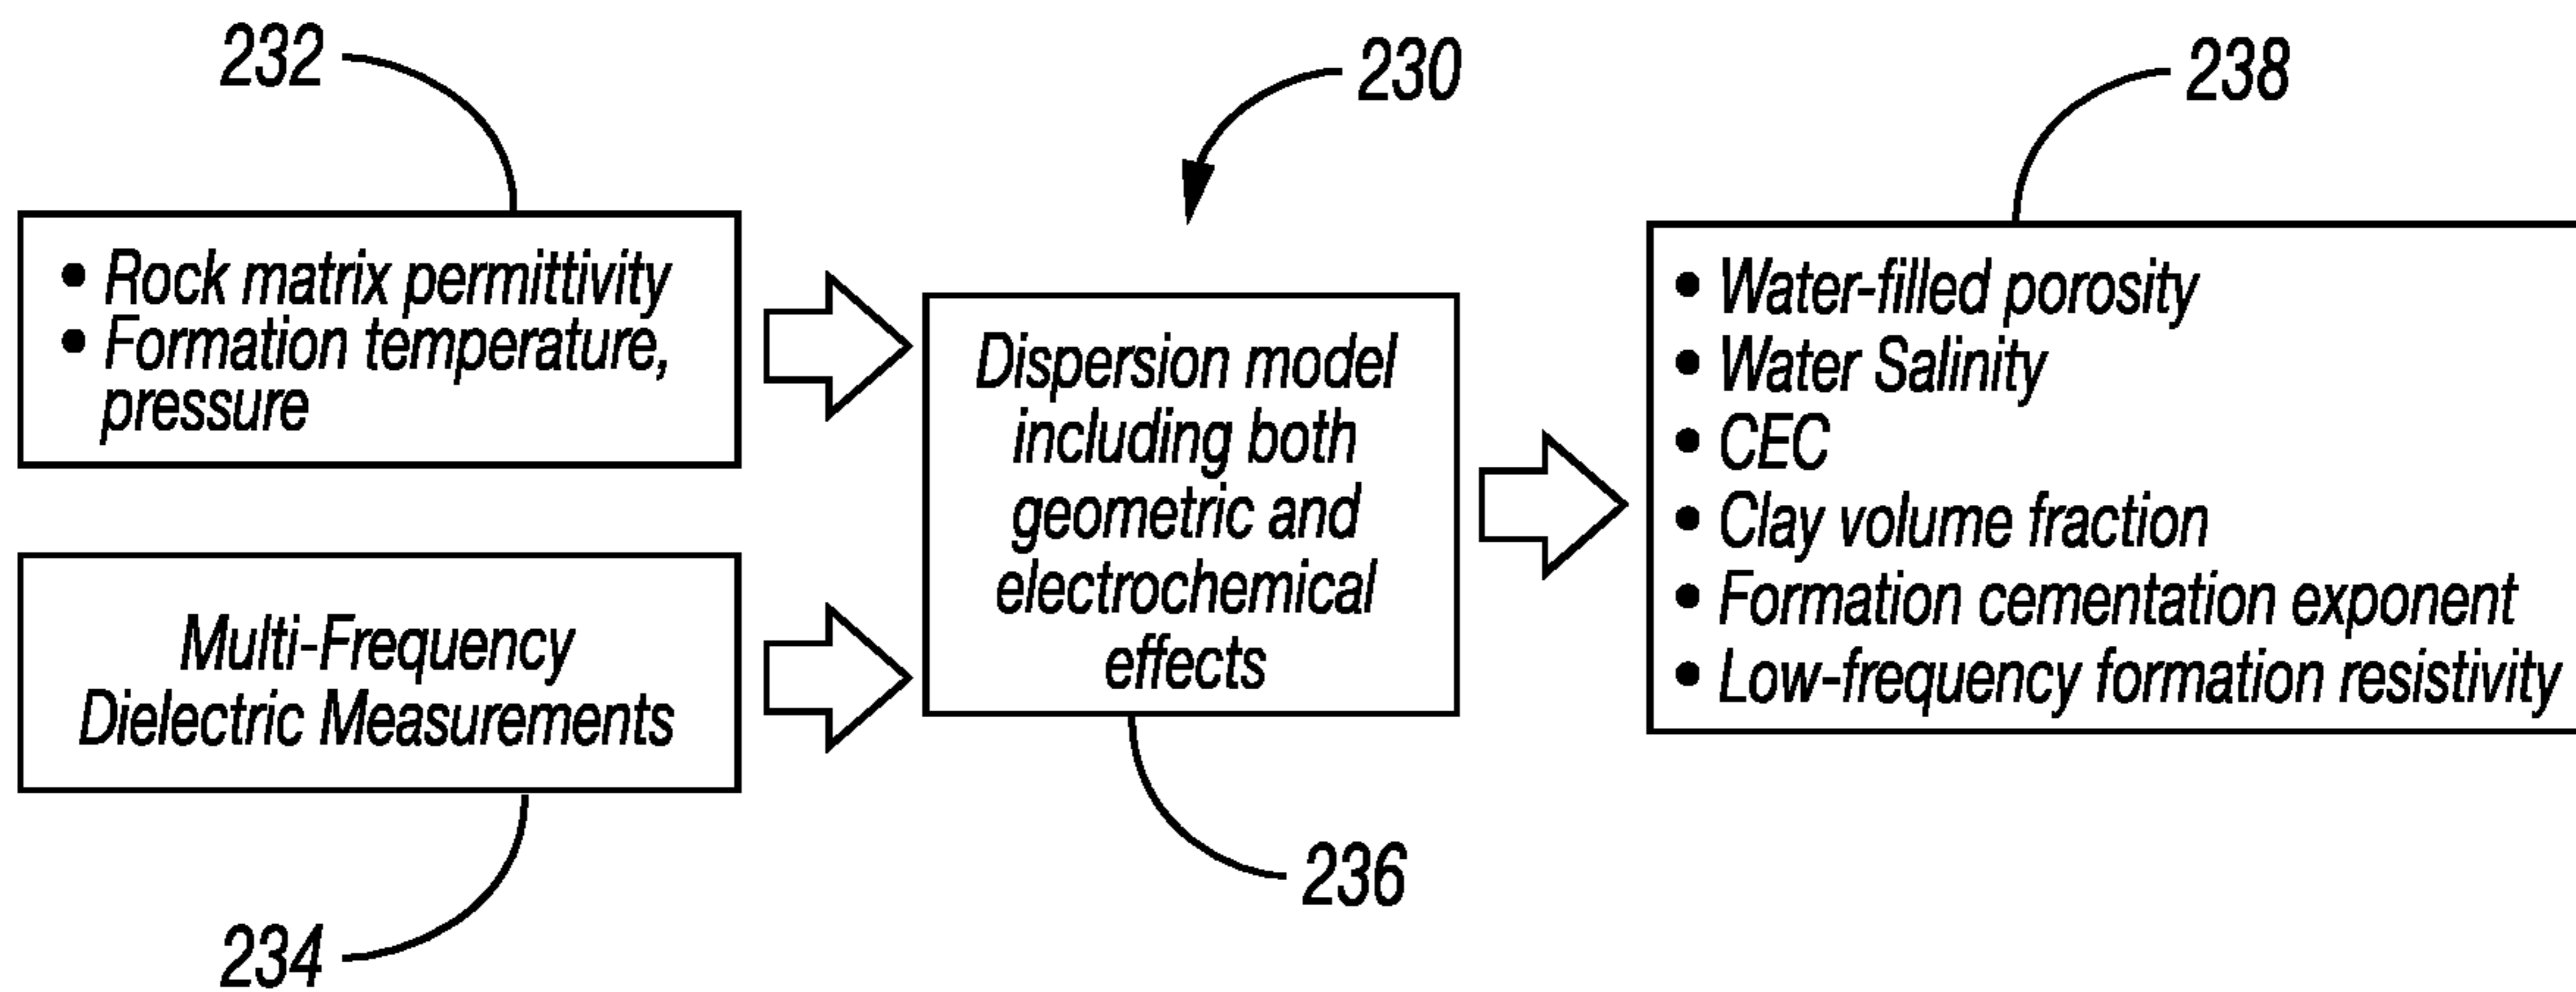 232
230
238
• Rock matrix permittivity
• Formation temperature,
pressure
Multi-Frequency
Dielectric Measurements
234
Dispersion model
including both
geometric and
electrochemical
effects
236
• Water-filled porosity
• Water Salinity
• CEC
• Clay volume fraction
• Formation cementation exponent
• Low-frequency formation resistivity